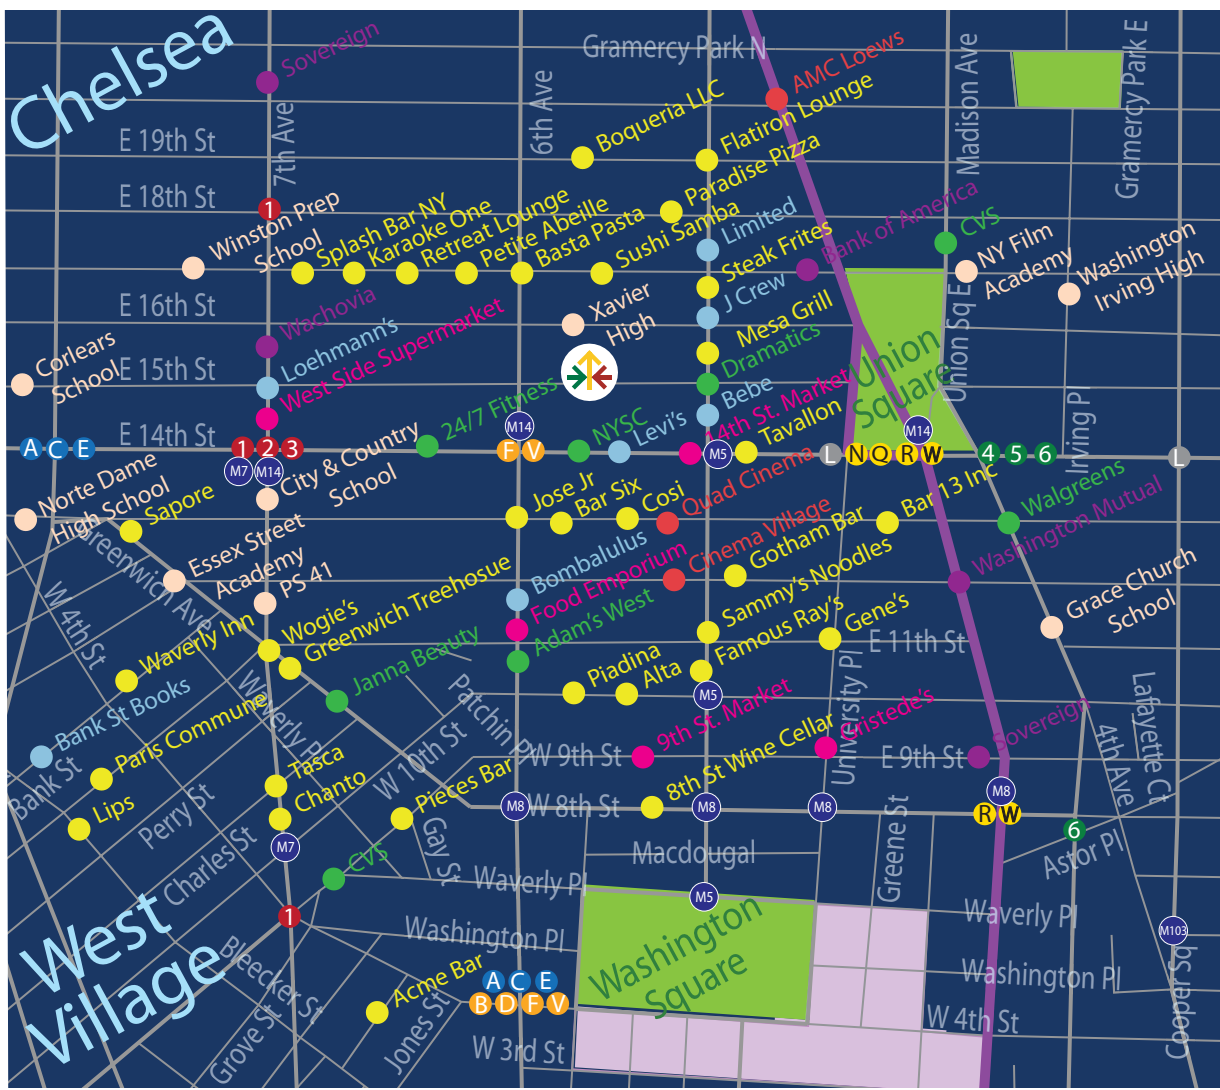 Chelsea
Sovereign
Gramercy Park N
AMC Loews
Madison Ave
Gramercy Park E
6th Ave
7th Ave
Boqueria LLC
Flatiron Lounge
E 19th St
Paradise Pizza
E 18th St
1
Winston Prep
School
Splash Bar NY
Karaoke One
Retreat Lounge
Petite Abeille
Basta Pasta
Sushi Samba
Limited
Steak Frites
Bank of America
CVS
NY Film
Academy
Washington
Irving High
E 16th St
Wachovia
Xavier
High
J Crew
Mesa Grill
Union Sq E
Union
Square
Corlears
School
E 15th St
Loehmann's
West Side Supermarket
Dramatics
Bebe
24/7 Fitness
14th St. Market
Tavallon
Irving Pl
E 14th St
A C E
1 2 3
M7 M14
City & Country
School
M14
F V
NYSC
Levi's
M5
L
N Q R W
M14
4 5 6
L
Norte Dame
High School
Sapore
Greenwich Ave
Essex Street
Academy
Jose Jr
Bar Six
Cosi
Quad Cinema
Bar 13 Inc
Walgreens
Washington Mutual
W 4th St
PS 41
Bombalulus
Cinema Village
Gotham Bar
Food Emporium
Adam's West
Sammy's Noodles
Famous Ray's
Gene's
E 11th St
Grace Church
School
Waverly Inn
Wogie's
Greenwich Treehosue
Janna Beauty
Piadina
Alta
M5
University Pl
Bank St Books
Paris Commune
Waverly Pl
Patchin Pl
W 10th St
W 9th St
9th St. Market
Gristede's
E 9th St
Sovereign
4th Ave
Lafayette Ct
Bank St
Lips
Perry St
Tasca
Chanto
Pieces Bar
M8
W 8th St
8th St Wine Cellar
M8
M8
M8
R W
6
Astor Pl
M7
Charles St
CVS
Gay St
Macdougal
Greene St
Waverly Pl
M5
Waverly Pl
1
Washington Pl
Washington
Square
Washington Pl
M103
Cooper Sq
West
Village
Bleecker St
Acme Bar
A C E
B D F V
W 4th St
Grove St
Jones St
W 3rd St